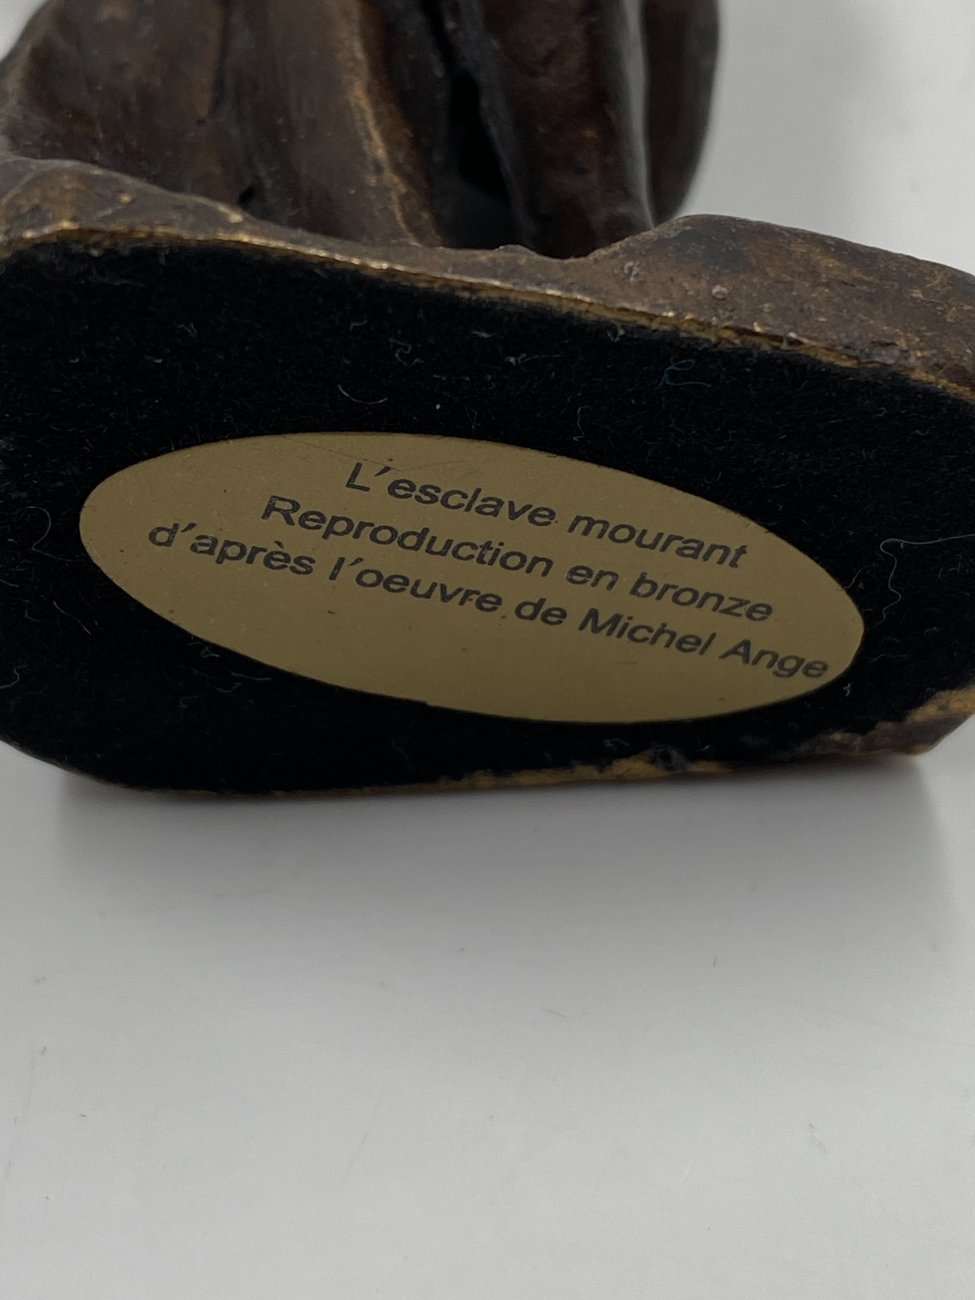 L'esclave mourant
Reproduction en bronze
d'après l'oeuvre de Michel Ange